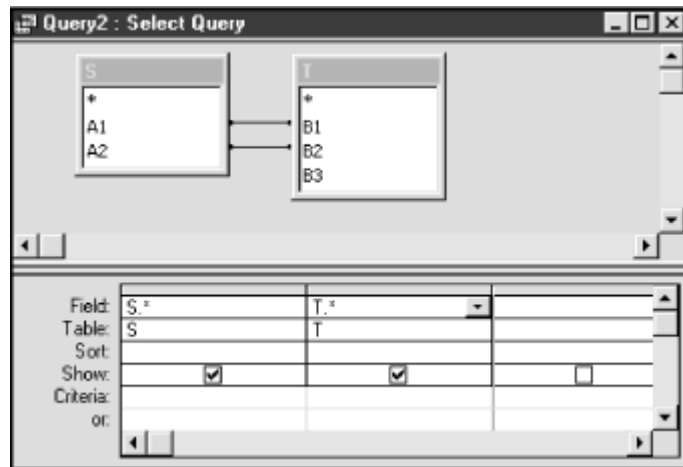 Query2 : Select Query
S
*
A1
A2
T
*
B1
B2
B3
Field: S.* T.*
Table: S T
Sort:
Show:
Criteria:
or: